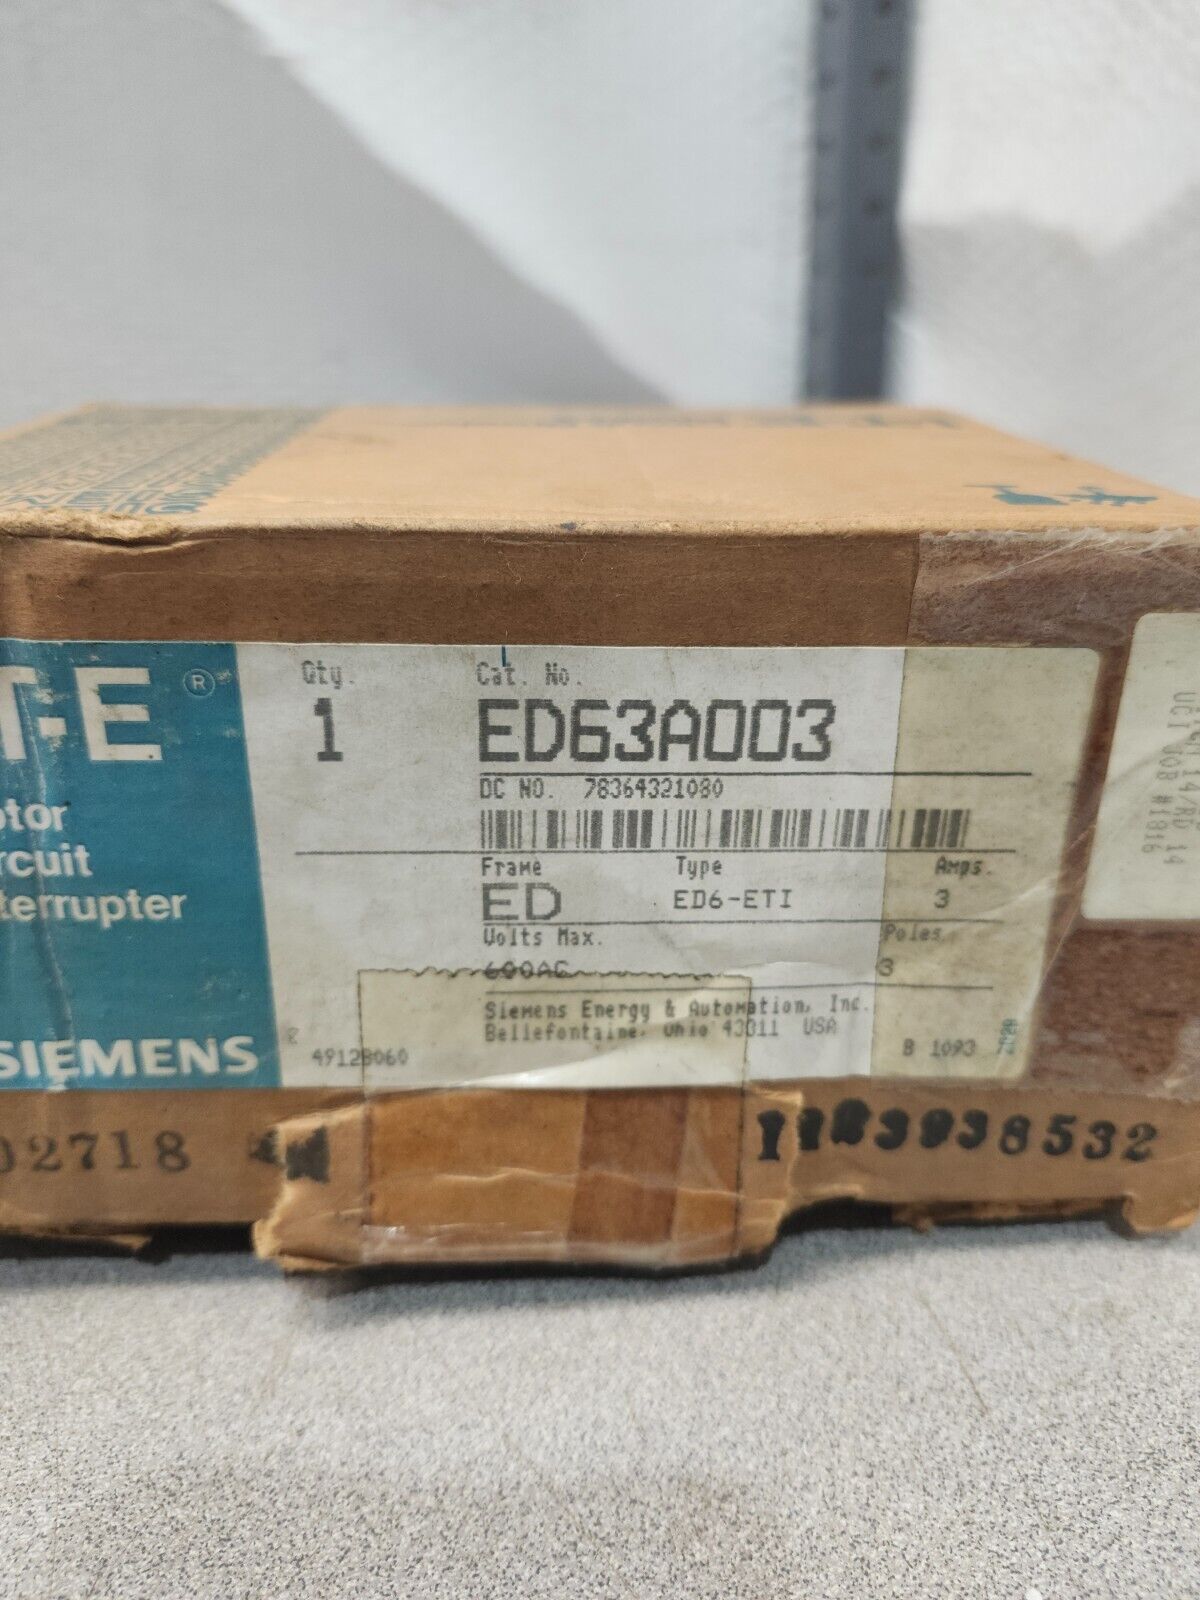 T·E®
otor
rcuit
terrupter
SIEMENS
Qty.
1
Cat. No.
ED63A003
DC NO. 78364321080
Frame Type Amps.
ED ED6-ETI 3
Volts Max. Poles
600AC 3
Siemens Energy & Automation, Inc.
Bellefontaine, Ohio 43311 USA
49128060
B 1093
02718
3938532